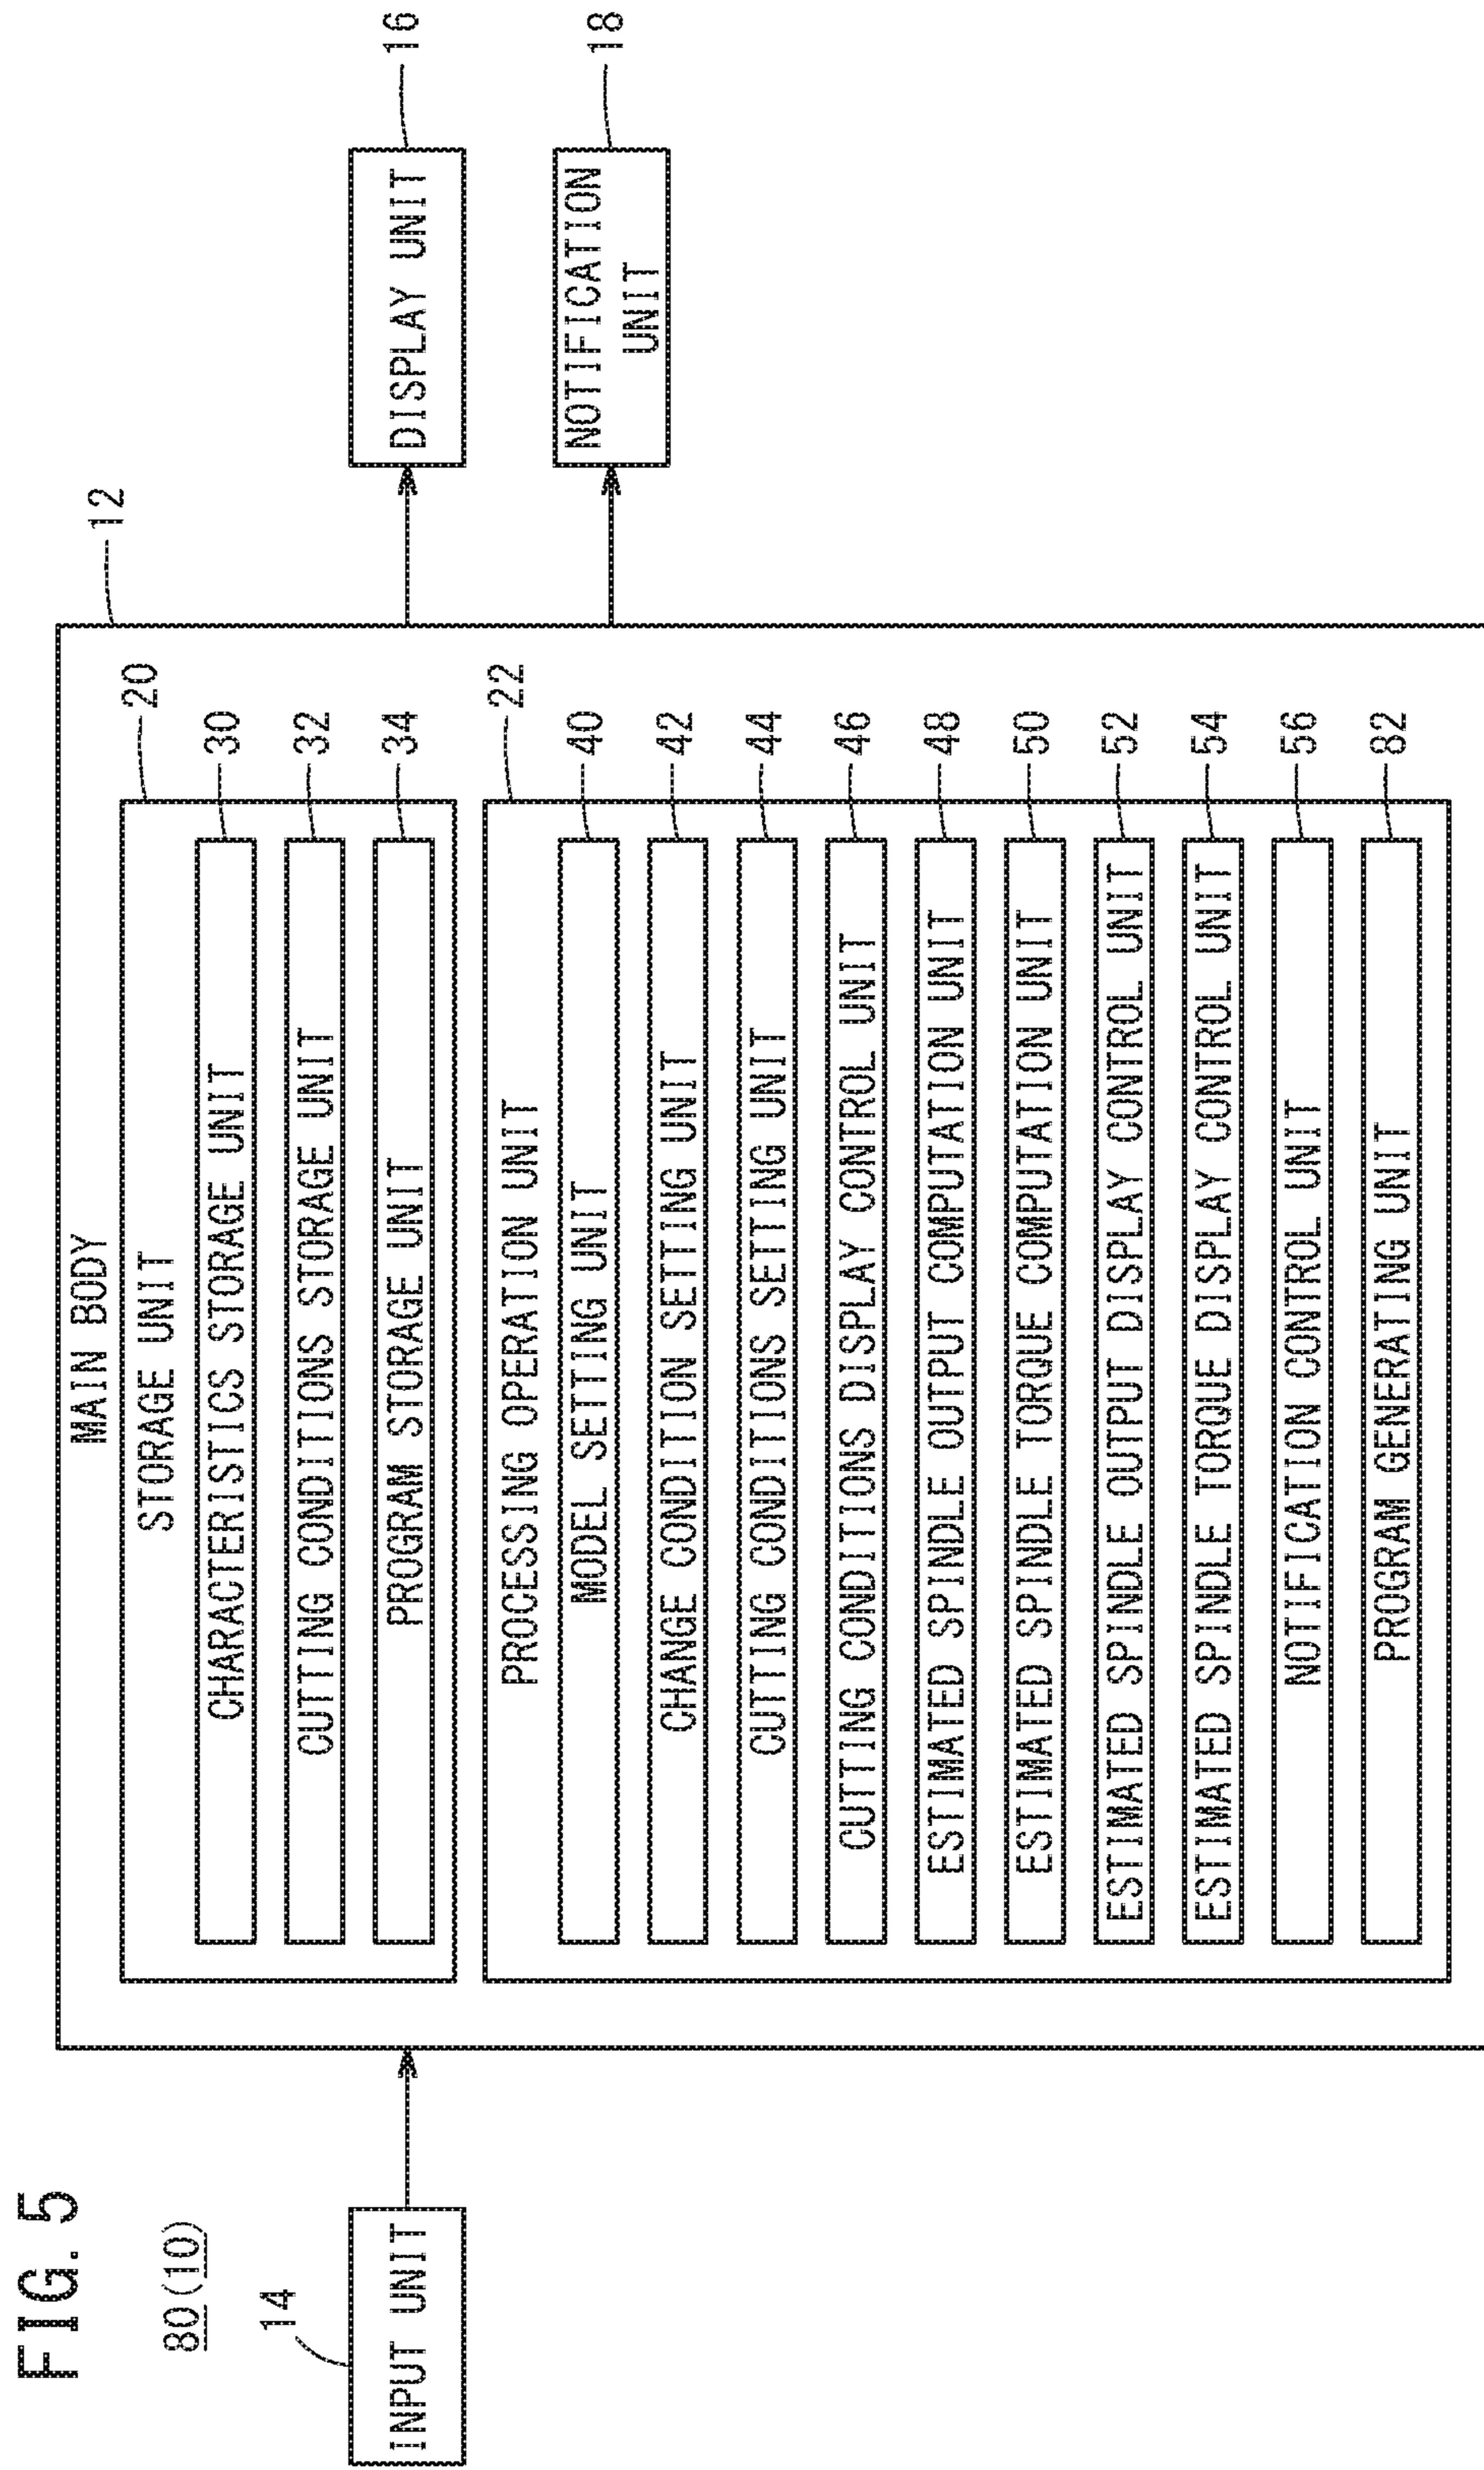 FIG. 5
80(10)
12
MAIN BODY
20
STORAGE UNIT
CHARACTERISTICS STORAGE UNIT
30
CUTTING CONDITIONS STORAGE UNIT
32
PROGRAM STORAGE UNIT
34
14
INPUT UNIT
16
DISPLAY UNIT
18
NOTIFICATION
UNIT
22
PROCESSING OPERATION UNIT
MODEL SETTING UNIT
40
CHANGE CONDITION SETTING UNIT
42
CUTTING CONDITIONS SETTING UNIT
44
CUTTING CONDITIONS DISPLAY CONTROL UNIT
46
ESTIMATED SPINDLE OUTPUT COMPUTATION UNIT
48
ESTIMATED SPINDLE TORQUE COMPUTATION UNIT
50
ESTIMATED SPINDLE OUTPUT DISPLAY CONTROL UNIT
52
ESTIMATED SPINDLE TORQUE DISPLAY CONTROL UNIT
54
NOTIFICATION CONTROL UNIT
56
PROGRAM GENERATING UNIT
82